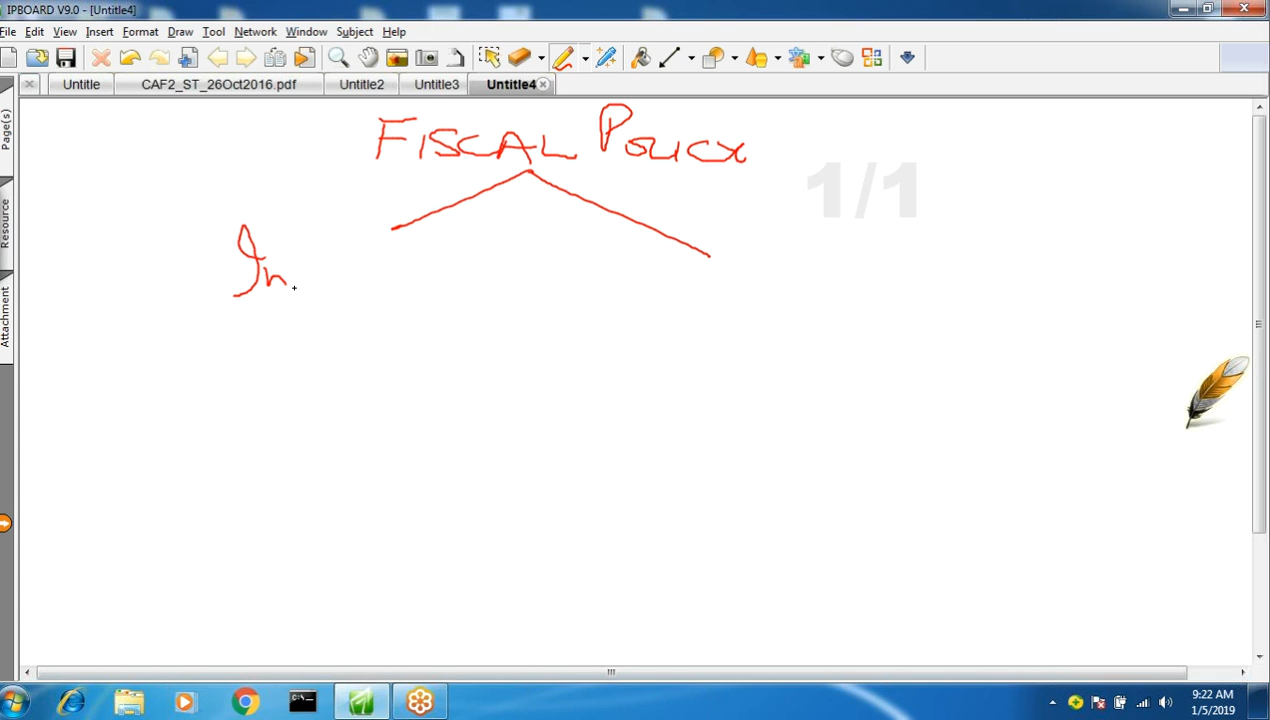 IPBOARD V9.0 - [Untitle4]
File Edit View Insert Format Draw Tool Network Window Subject Help
Untitle CAF2_ST_26Oct2016.pdf Untitle2 Untitle3 Untitle4
Page(s)
Resource
Attachment
FISCAL POLICY
1/1
In
9:22 AM
1/5/2019